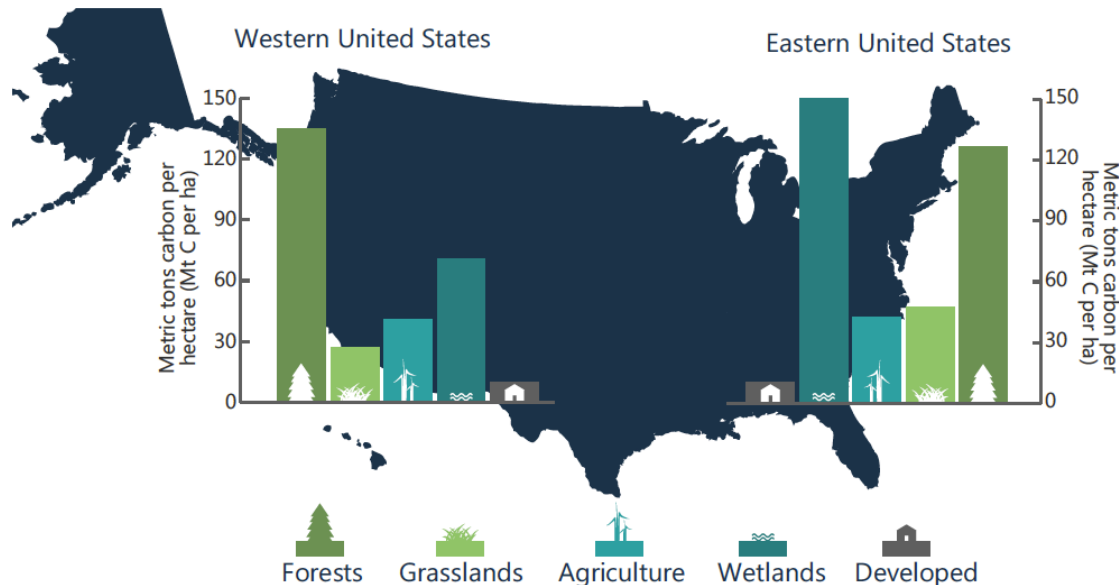 Western United States
Eastern United States
150
120
90
60
30
0
Metric tons carbon per
hectare (Mt C per ha)
150
120
90
60
30
0
Metric tons carbon per
hectare (Mt C per ha)
Forests
Grasslands
Agriculture
Wetlands
Developed